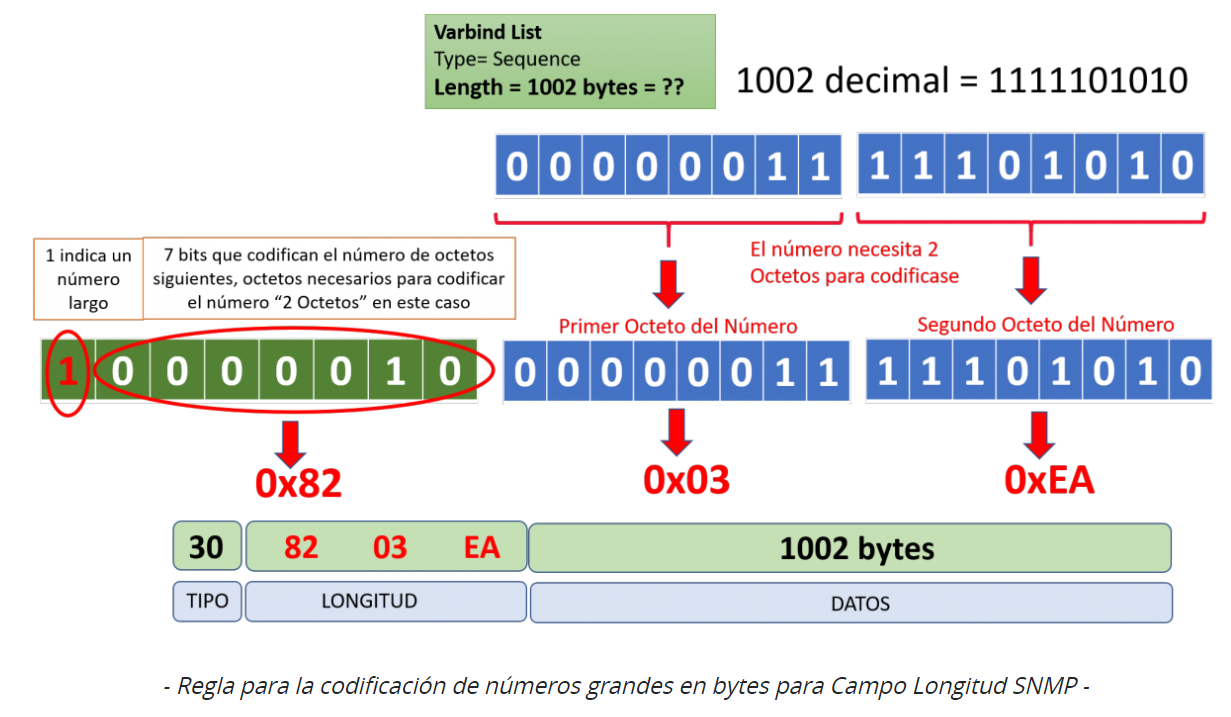 Varbind List
Type= Sequence
Length = 1002 bytes = ??
1002 decimal = 1111101010
0 0 0 0 0 0 1 1 1 1 1 0 1 0 1 0
1 indica un
número
largo
7 bits que codifican el número de octetos
siguientes, octetos necesarios para codificar
el número “2 Octetos” en este caso
El número necesita 2
Octetos para codificase
Primer Octeto del Número
Segundo Octeto del Número
1 0 0 0 0 0 1 0 0 0 0 0 0 0 1 1 1 1 1 0 1 0 1 0
0x82
0x03
0xEA
30 82 03 EA 1002 bytes
TIPO LONGITUD DATOS
- Regla para la codificación de números grandes en bytes para Campo Longitud SNMP -